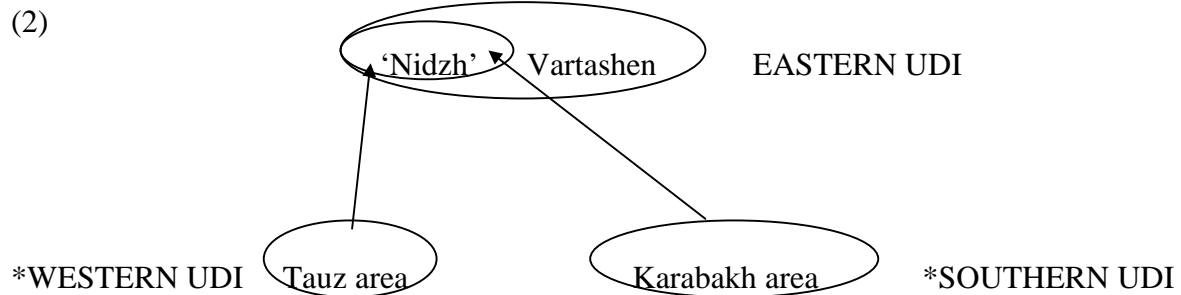 (2)
‘Nidzh’ Vartashen EASTERN UDI
*WESTERN UDI Tauz area Karabakh area *SOUTHERN UDI